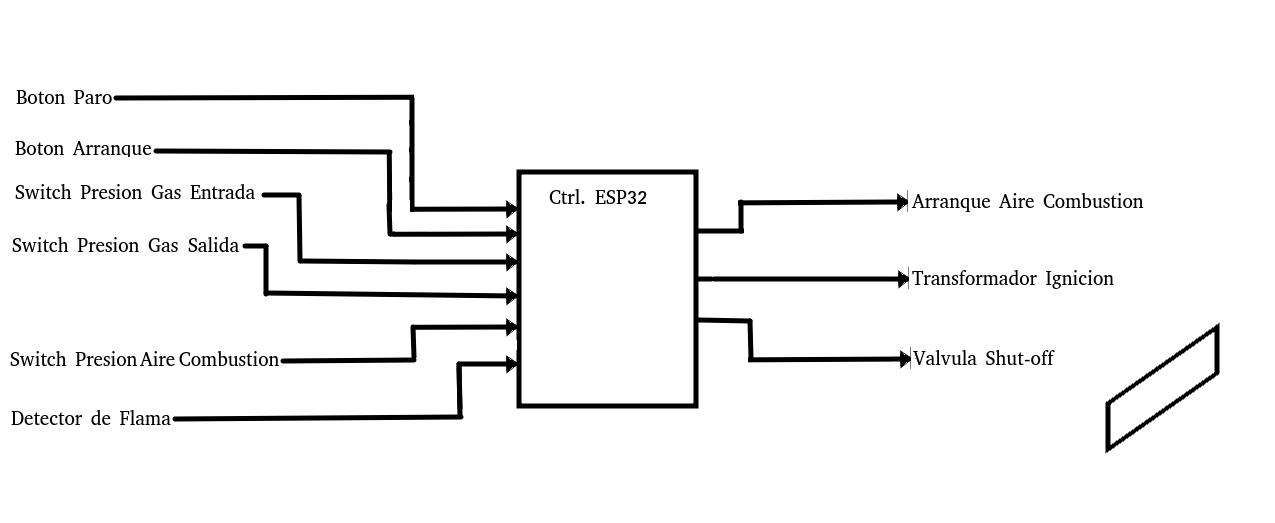 Boton Paro
Boton Arranque
Switch Presion Gas Entrada
Switch Presion Gas Salida
Switch Presion Aire Combustion
Detector de Flama
Ctrl. ESP32
Arranque Aire Combustion
Transformador Ignicion
Valvula Shut-off